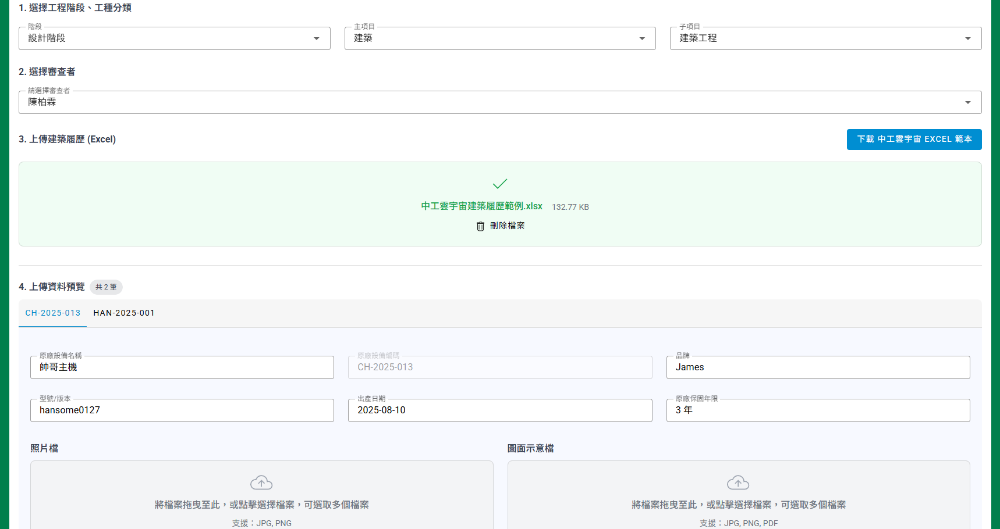 1. 選擇工程階段、工種分類
階段
設計階段
主項目
建築
子項目
建築工程
2. 選擇審查者
請選擇審查者
陳柏霖
3. 上傳建築履歷 (Excel)
下載 中工雲宇宙 EXCEL 範本
中工雲宇宙建築履歷範例.xlsx 132.77 KB
刪除檔案
4. 上傳資料預覽 共 2 筆
CH-2025-013 HAN-2025-001
原廠設備名稱
帥哥主機
原廠設備編碼
CH-2025-013
品牌
James
型號/版本
hansome0127
出產日期
2025-08-10
原廠保固年限
3 年
照片檔
將檔案拖曳至此，或點擊選擇檔案，可選取多個檔案
支援：JPG, PNG
圖面示意檔
將檔案拖曳至此，或點擊選擇檔案，可選取多個檔案
支援：JPG, PNG, PDF